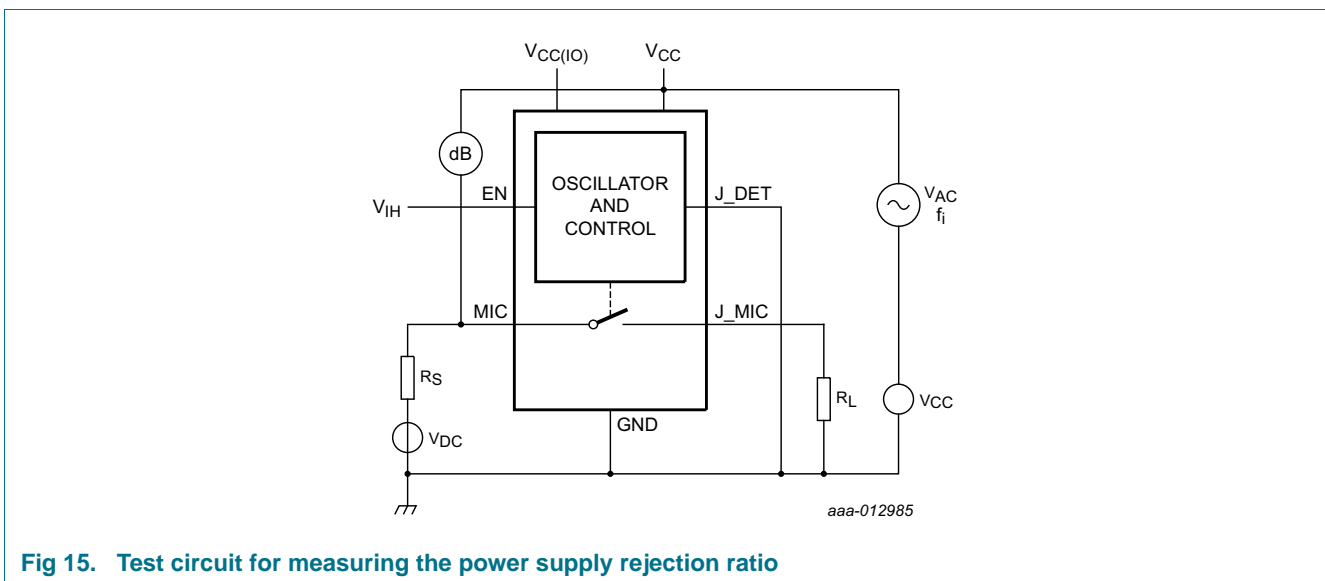 VCC(IO)
VCC
dB
OSCILLATOR
AND
CONTROL
EN
J_DET
VIH
VAC
fi
MIC
J_MIC
RS
RL
VCC
VDC
GND
aaa-012985
Fig 15. Test circuit for measuring the power supply rejection ratio